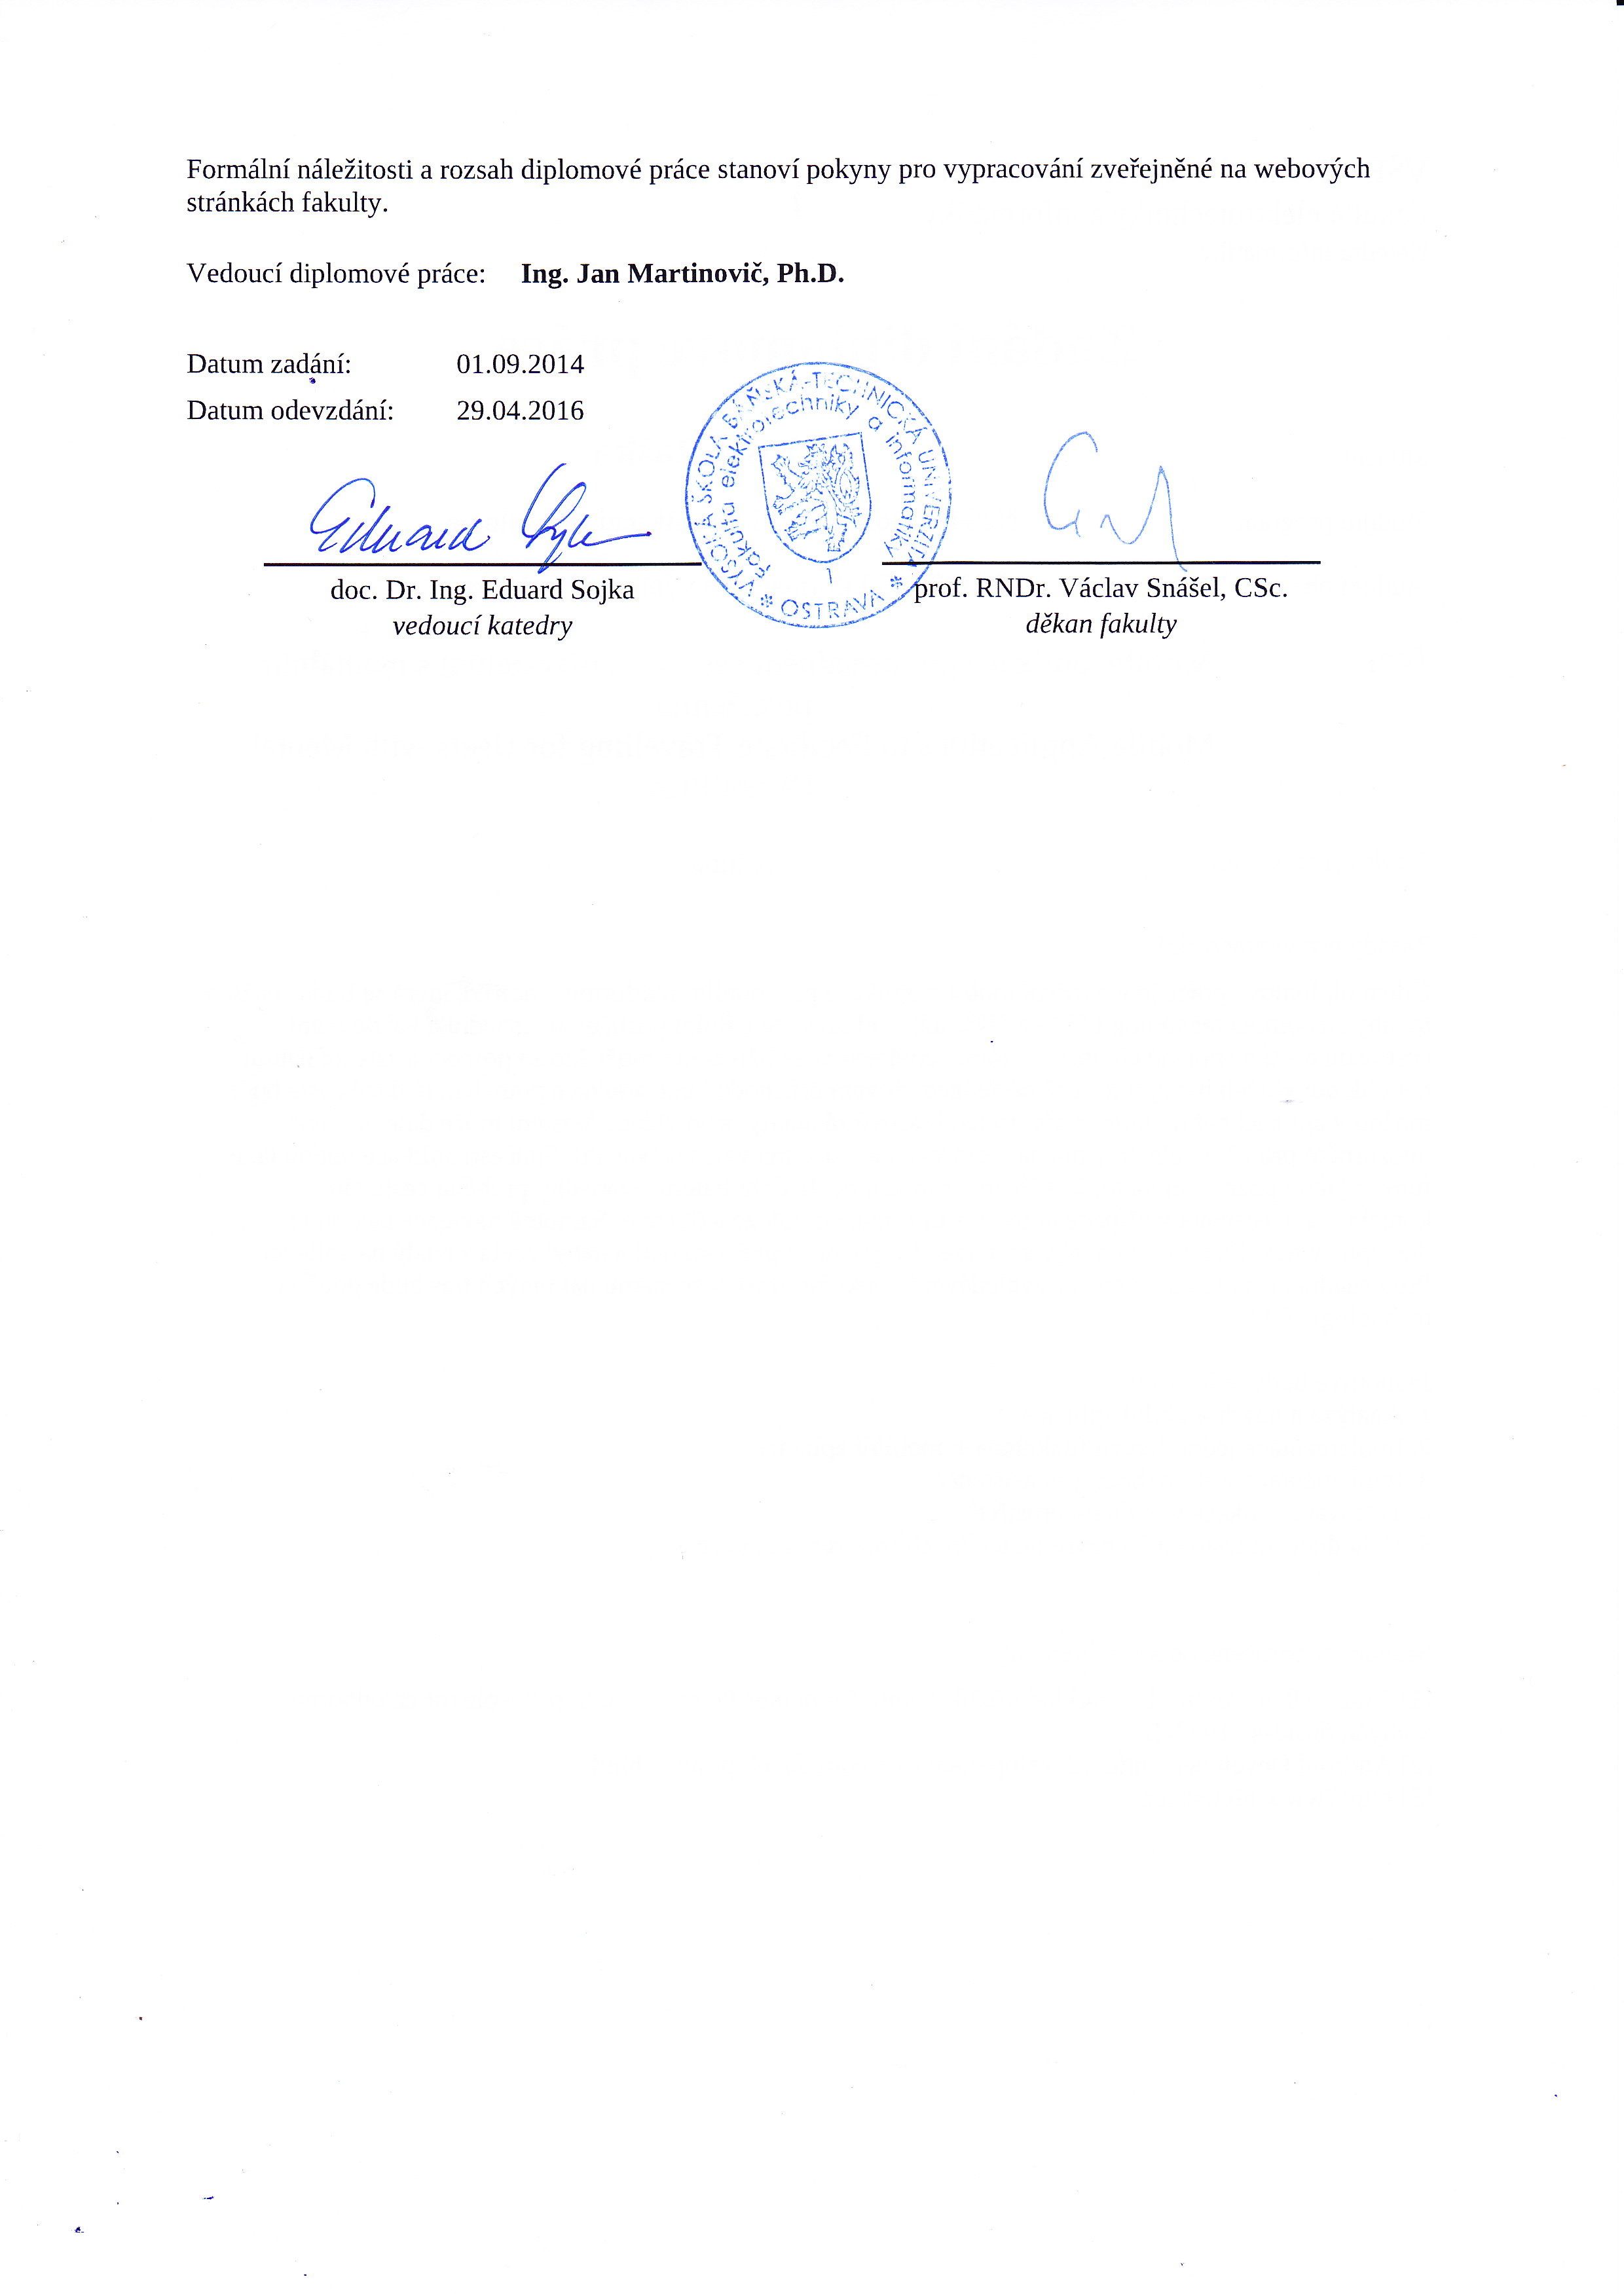 Formální náležitosti a rozsah diplomové práce stanoví pokyny pro vypracování zveřejněné na webových
stránkách fakulty.
Vedoucí diplomové práce: Ing. Jan Martinovič, Ph.D.
Datum zadání: 01.09.2014
Datum odevzdání: 29.04.2016
VYSOKÁ ŠKOLA BÁŇSKÁ-TECHNICKÁ UNIVERZITA
Fakulta elektrotechniky a informatiky
1
* OSTRAVA *
Eduard
doc. Dr. Ing. Eduard Sojka
vedoucí katedry
prof. RNDr. Václav Snášel, CSc.
děkan fakulty